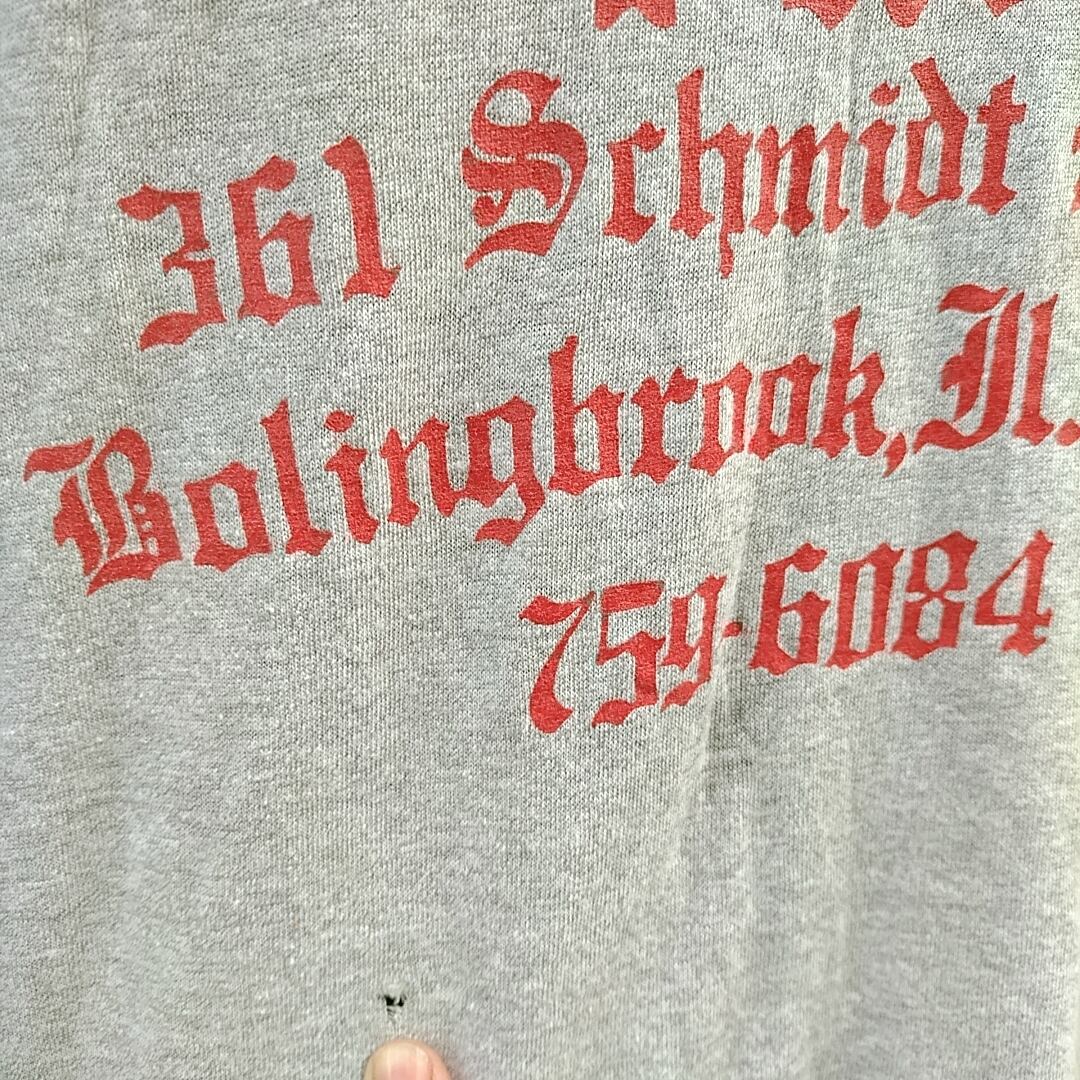 361 Schmidt
Bolingbrook, Il.
759-6084